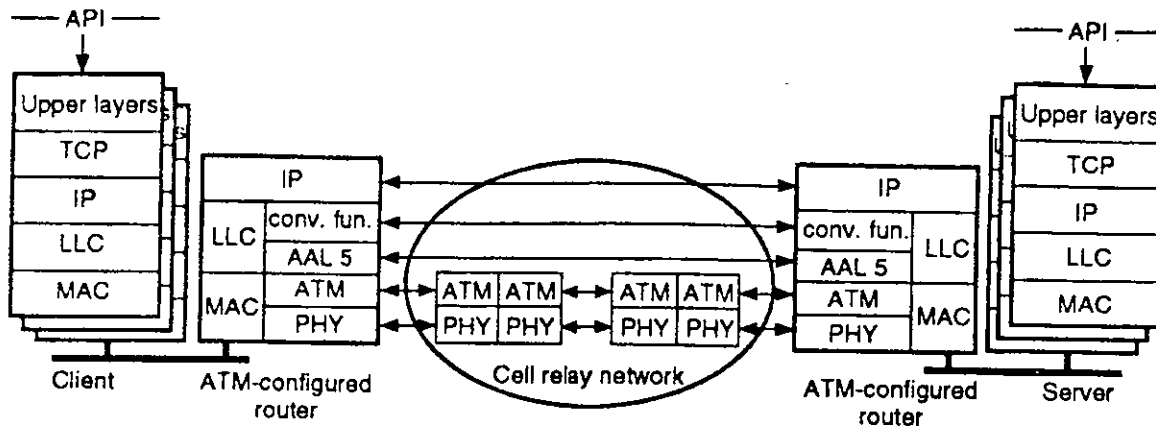 API
Upper layers
TCP
IP
LLC
MAC
Client
IP
LLC
conv. fun.
AAL 5
MAC
ATM
PHY
ATM-configured
router
ATM ATM
PHY PHY
ATM ATM
PHY PHY
Cell relay network
IP
conv. fun.
LLC
AAL 5
ATM
MAC
PHY
ATM-configured
router
API
Upper layers
TCP
IP
LLC
MAC
Server